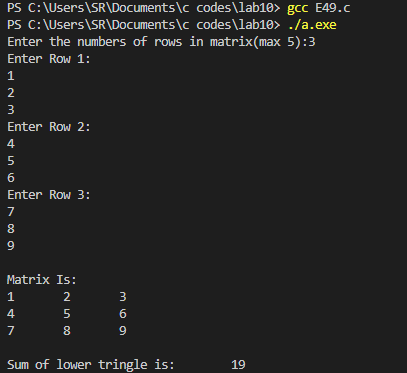 PS C:\Users\SR\Documents\c codes\lab10> gcc E49.c
PS C:\Users\SR\Documents\c codes\lab10> ./a.exe
Enter the numbers of rows in matrix(max 5):3
Enter Row 1:
1
2
3
Enter Row 2:
4
5
6
Enter Row 3:
7
8
9
Matrix Is:
1 2 3
4 5 6
7 8 9
Sum of lower tringle is: 19